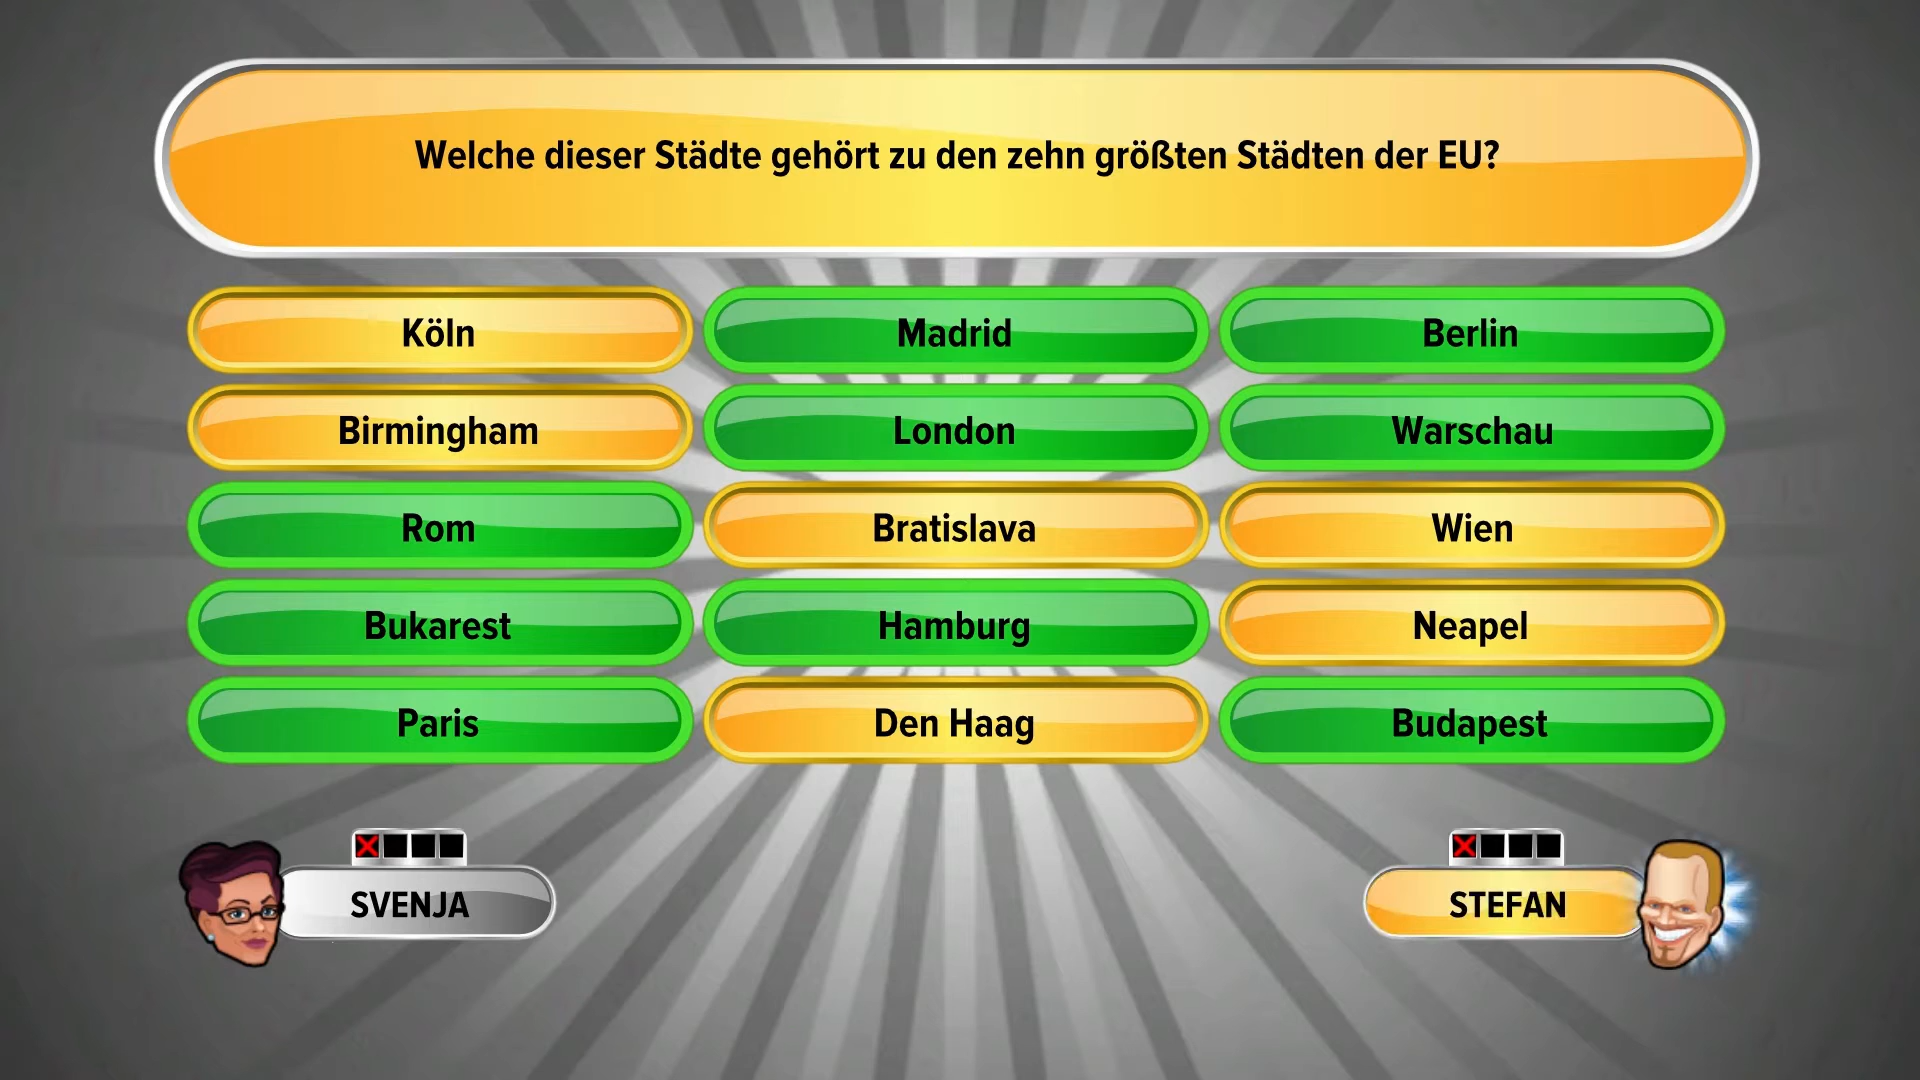 Welche dieser Städte gehört zu den zehn größten Städten der EU?
Köln
Madrid
Berlin
Birmingham
London
Warschau
Rom
Bratislava
Wien
Bukarest
Hamburg
Neapel
Paris
Den Haag
Budapest
SVENJA
STEFAN